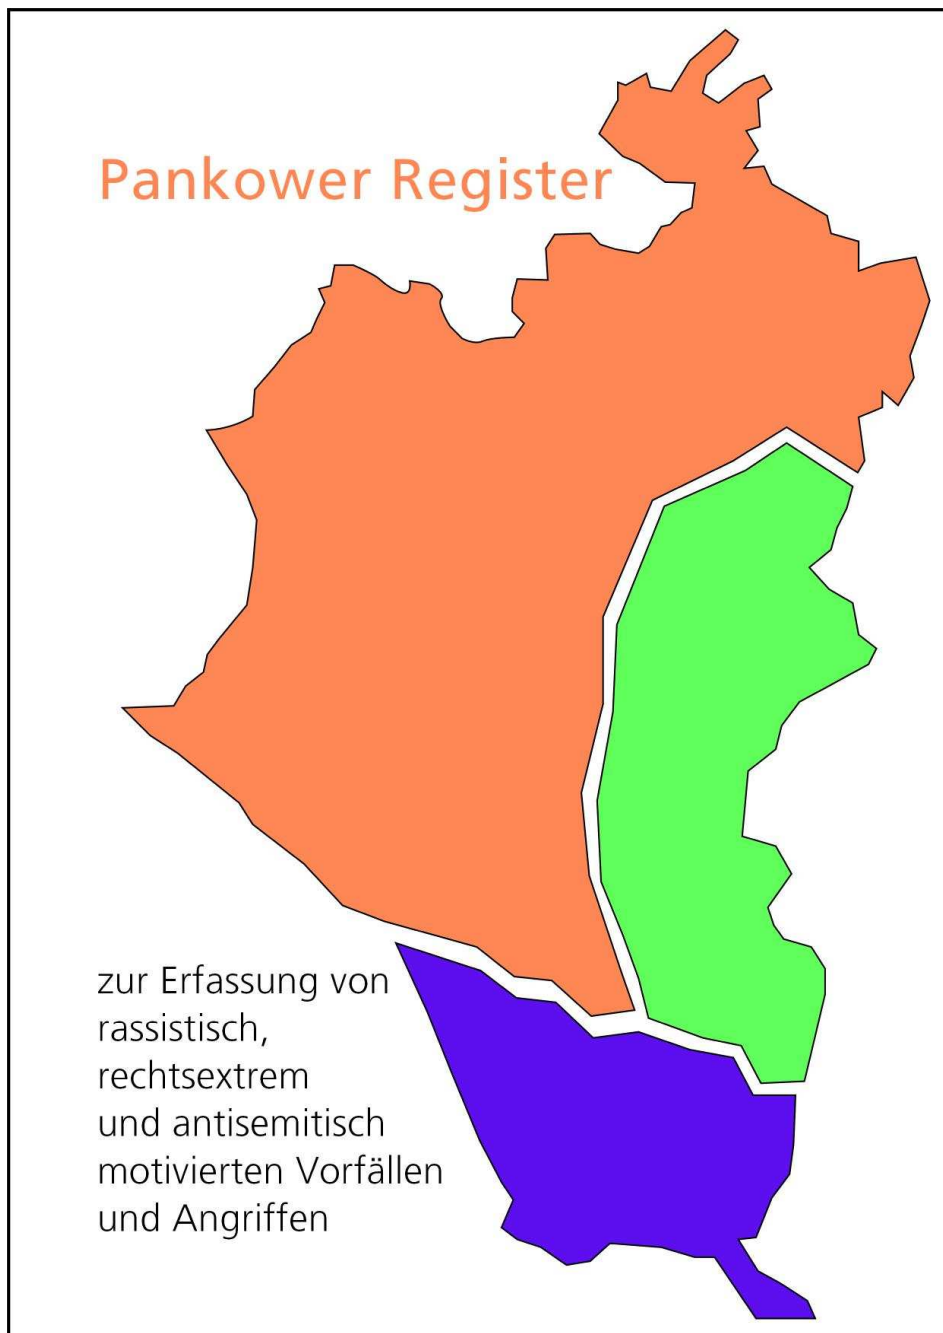 Pankower Register
zur Erfassung von
rassistisch,
rechtsextrem
und antisemitisch
motivierten Vorfällen
und Angriffen